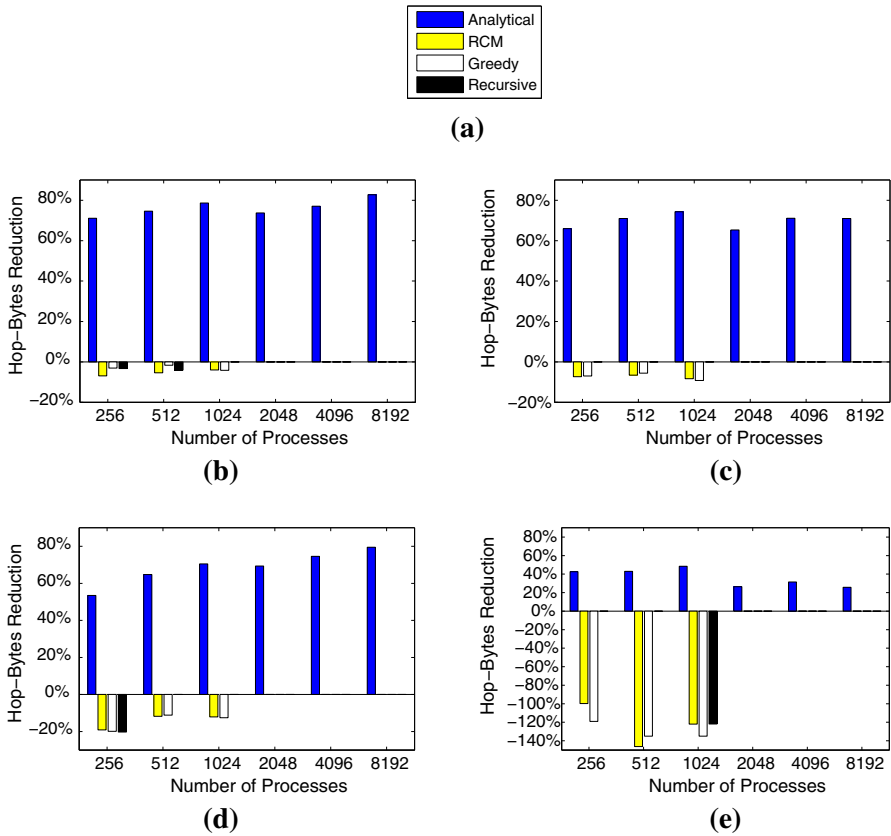 Analytical
RCM
Greedy
Recursive
(a)
Hop-Bytes Reduction
80%
60%
40%
20%
0%
−20%
256 512 1024 2048 4096 8192
Number of Processes
(b)
Hop-Bytes Reduction
80%
60%
40%
20%
0%
−20%
256 512 1024 2048 4096 8192
Number of Processes
(c)
Hop-Bytes Reduction
80%
60%
40%
20%
0%
−20%
256 512 1024 2048 4096 8192
Number of Processes
(d)
Hop-Bytes Reduction
80%
60%
40%
20%
0%
−20%
−40%
−60%
−80%
−100%
−120%
−140%
256 512 1024 2048 4096 8192
Number of Processes
(e)